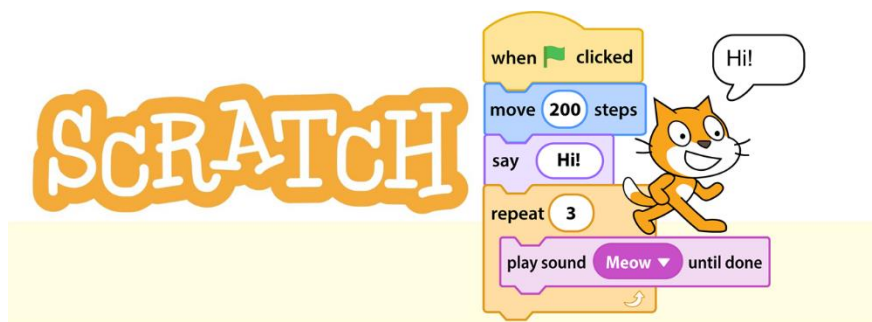 SCRATCH
when clicked
move 200 steps
say Hi!
repeat 3
play sound Meow until done
Hi!